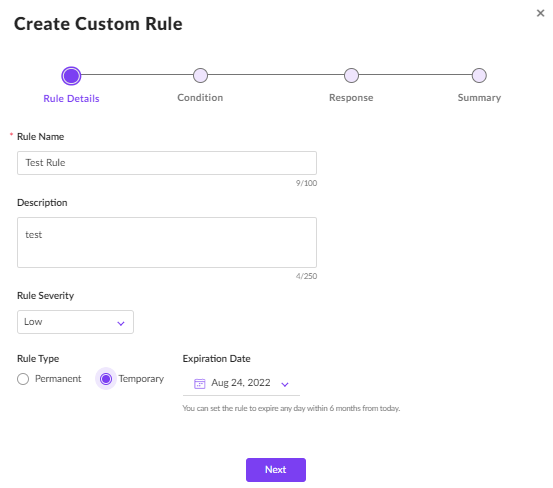 Create Custom Rule
×
Rule Details
Condition
Response
Summary
* Rule Name
Test Rule
9/100
Description
test
4/250
Rule Severity
Low
Rule Type
Permanent
Temporary
Expiration Date
Aug 24, 2022
You can set the rule to expire any day within 6 months from today.
Next